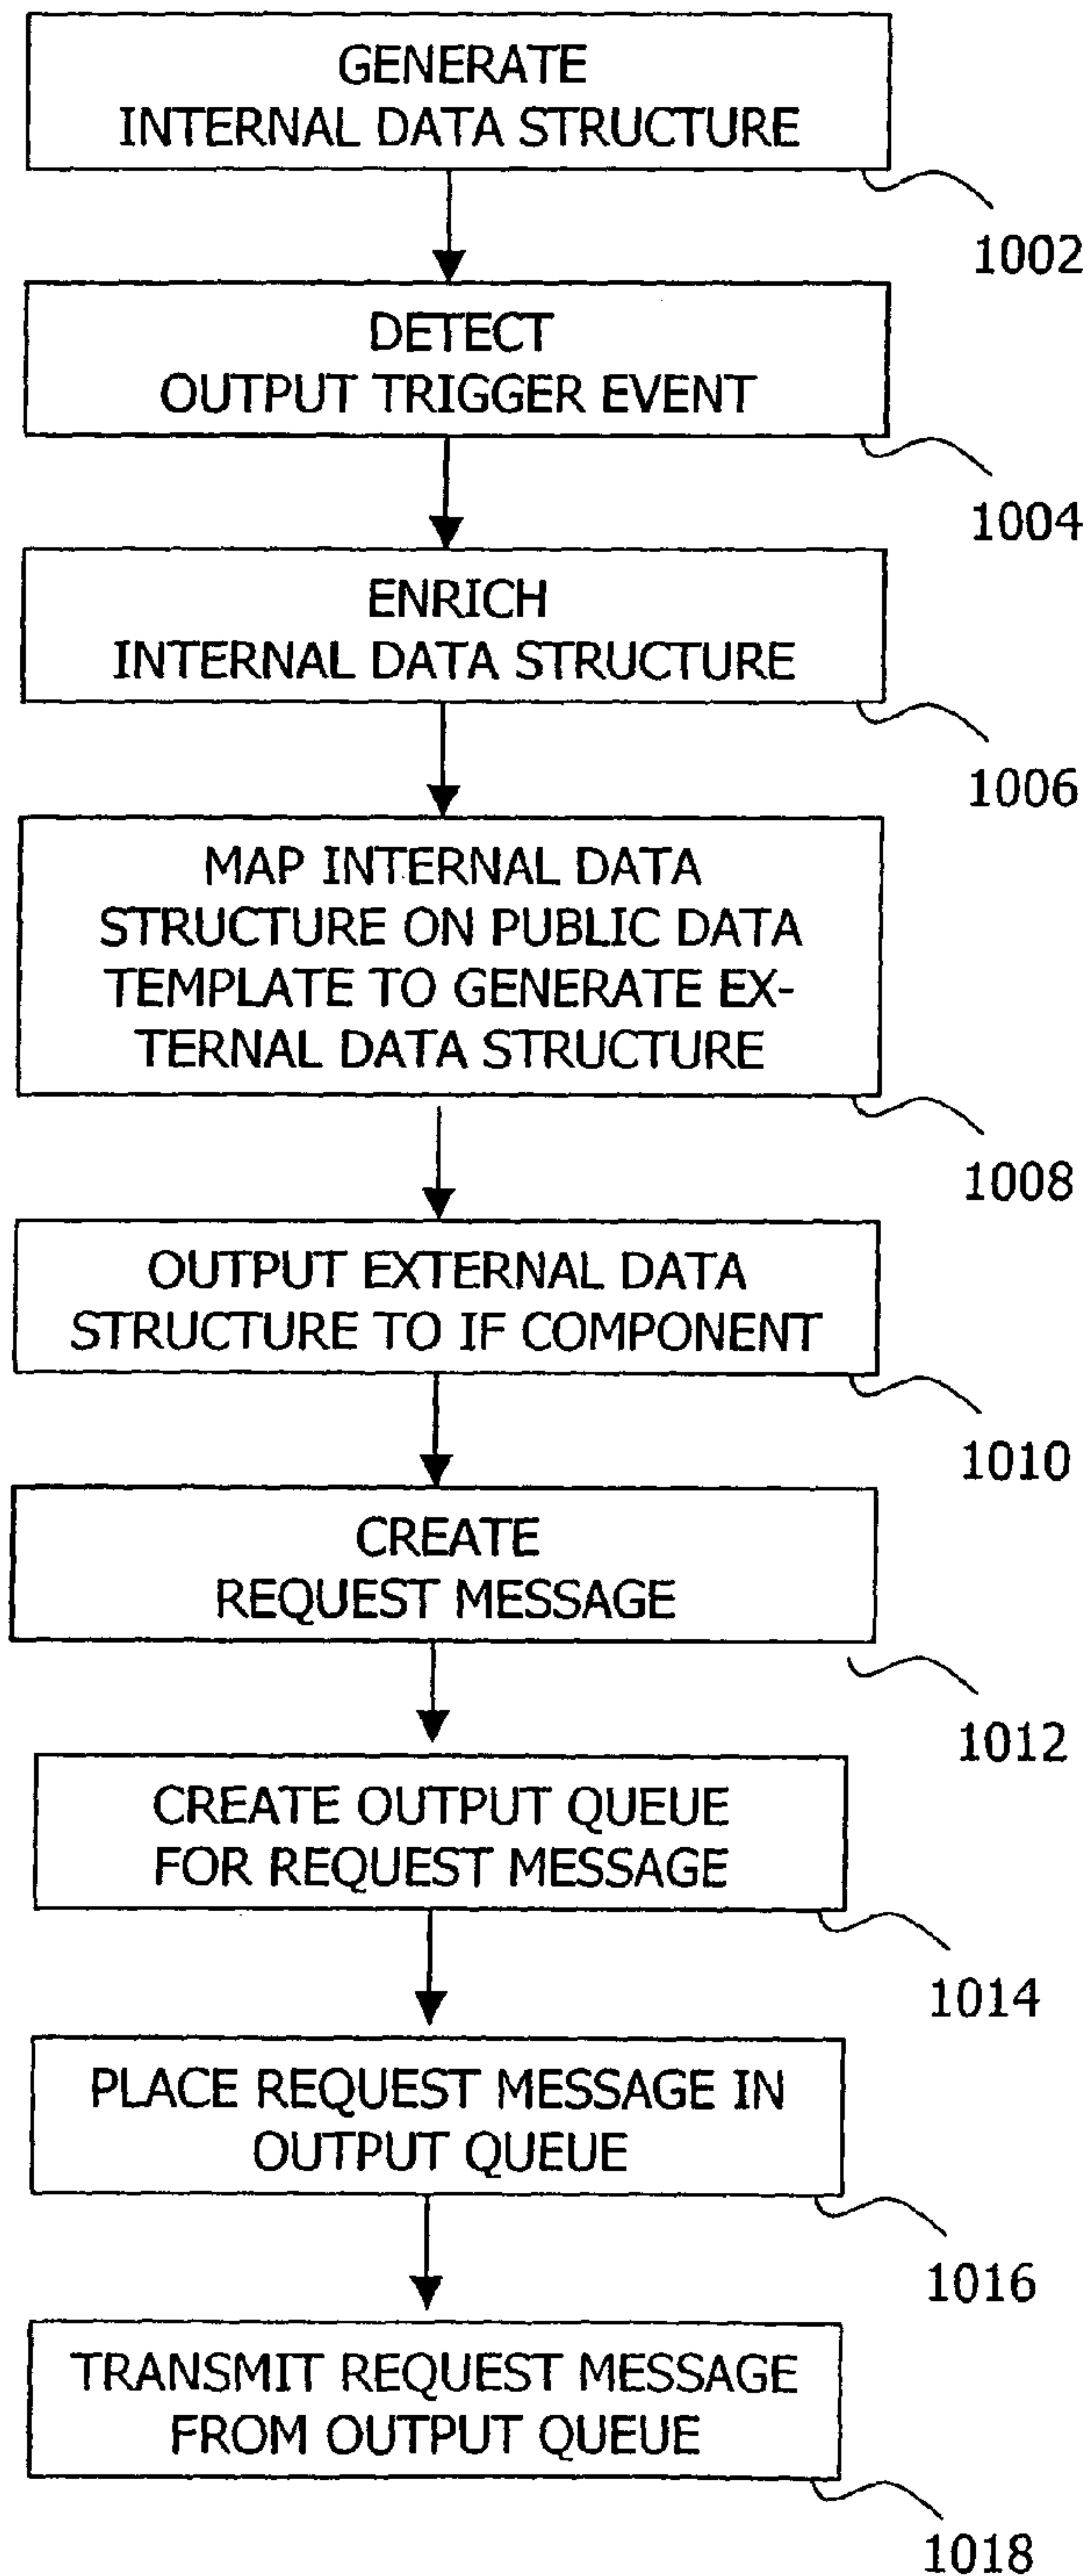 GENERATE
INTERNAL DATA STRUCTURE
1002
DETECT
OUTPUT TRIGGER EVENT
1004
ENRICH
INTERNAL DATA STRUCTURE
1006
MAP INTERNAL DATA
STRUCTURE ON PUBLIC DATA
TEMPLATE TO GENERATE EX-
TERNAL DATA STRUCTURE
1008
OUTPUT EXTERNAL DATA
STRUCTURE TO IF COMPONENT
1010
CREATE
REQUEST MESSAGE
1012
CREATE OUTPUT QUEUE
FOR REQUEST MESSAGE
1014
PLACE REQUEST MESSAGE IN
OUTPUT QUEUE
1016
TRANSMIT REQUEST MESSAGE
FROM OUTPUT QUEUE
1018